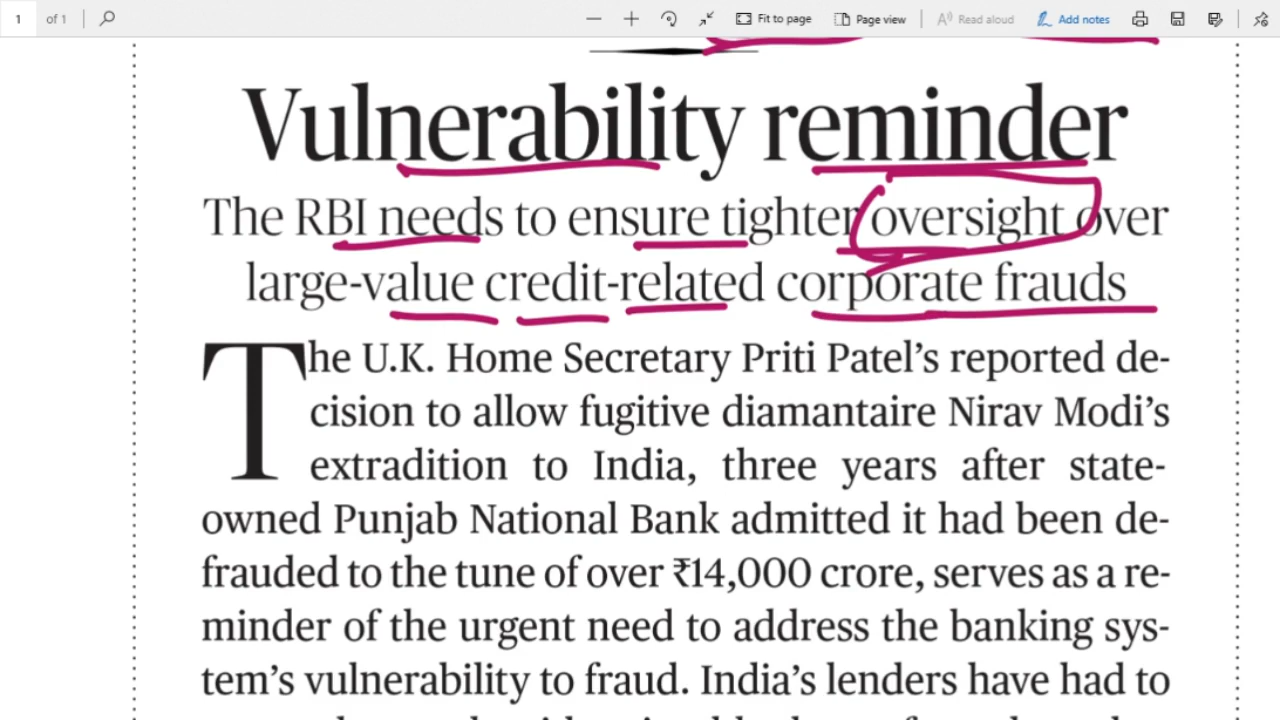 1 of 1 Fit to page Page view Read aloud Add notes
Vulnerability reminder
The RBI needs to ensure tighter oversight over
large-value credit-related corporate frauds
The U.K. Home Secretary Priti Patel’s reported de-
cision to allow fugitive diamantaire Nirav Modi’s
extradition to India, three years after state-
owned Punjab National Bank admitted it had been de-
frauded to the tune of over ₹14,000 crore, serves as a re-
minder of the urgent need to address the banking sys-
tem’s vulnerability to fraud. India’s lenders have had to